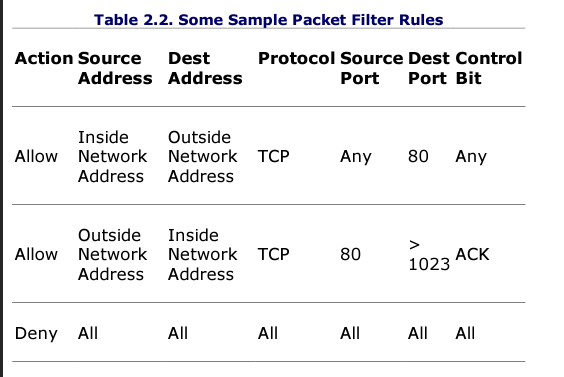 Table 2.2. Some Sample Packet Filter Rules
Action Source Dest Protocol Source Dest Control
Address Address Port Port Bit
Inside Outside
Allow Network Network TCP Any 80 Any
Address Address
Outside Inside
Allow Network Network TCP 80 > 1023 ACK
Address Address
Deny All All All All All All